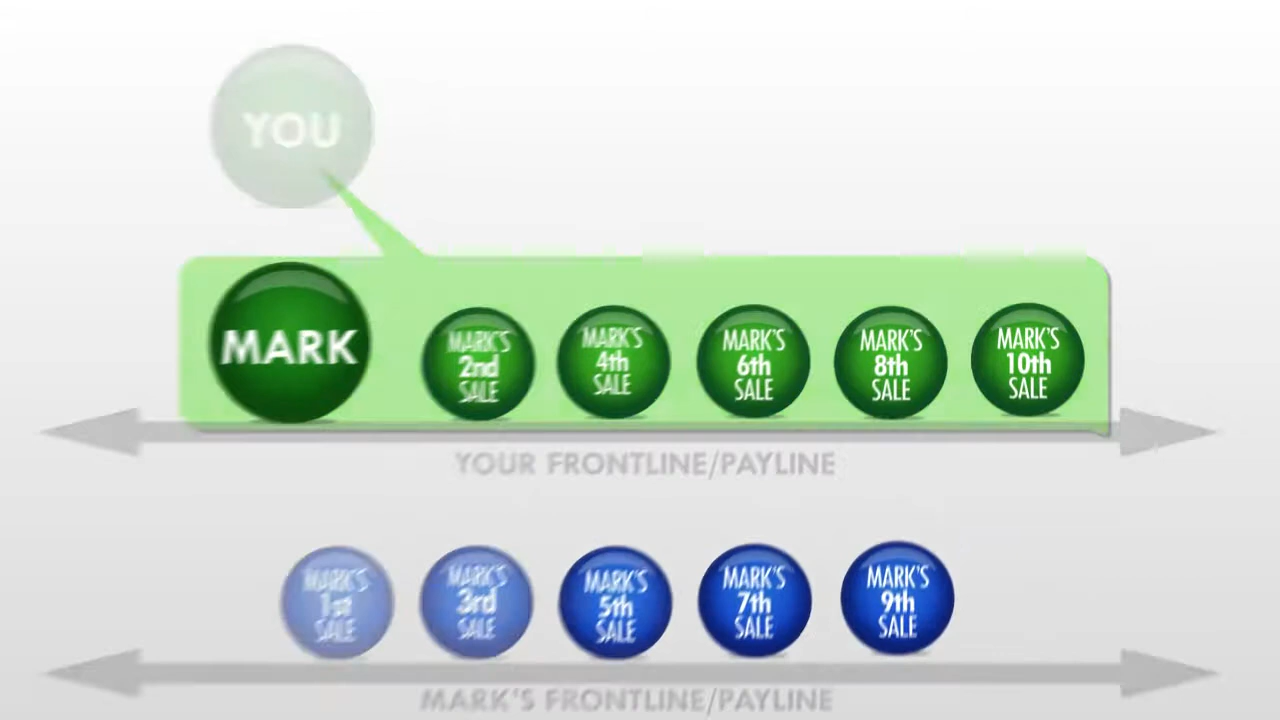 YOU
MARK
MARK'S
2nd
SALE
MARK'S
4th
SALE
MARK'S
6th
SALE
MARK'S
8th
SALE
MARK'S
10th
SALE
YOUR FRONTLINE/PAYLINE
MARK'S
1st
SALE
MARK'S
3rd
SALE
MARK'S
5th
SALE
MARK'S
7th
SALE
MARK'S
9th
SALE
MARK'S FRONTLINE/PAYLINE